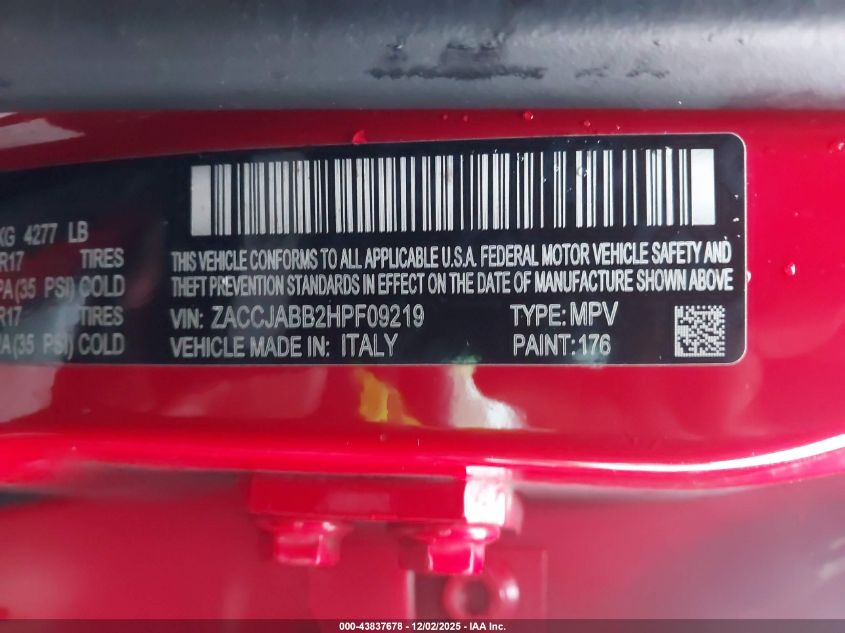 KG 4277 LB
R17 TIRES
PA(35 PSI) COLD
R17
PA(35 PSI) COLD
THIS VEHICLE CONFORMS TO ALL APPLICABLE U.S.A. FEDERAL MOTOR VEHICLE SAFETY AND
THEFT PREVENTION STANDARDS IN EFFECT ON THE DATE OF MANUFACTURE SHOWN ABOVE
VIN: ZACCJABB2HPF09219 TYPE: MPV
VEHICLE MADE IN: ITALY PAINT: 176
000-43837678 - 12/02/2025 - IAA Inc.